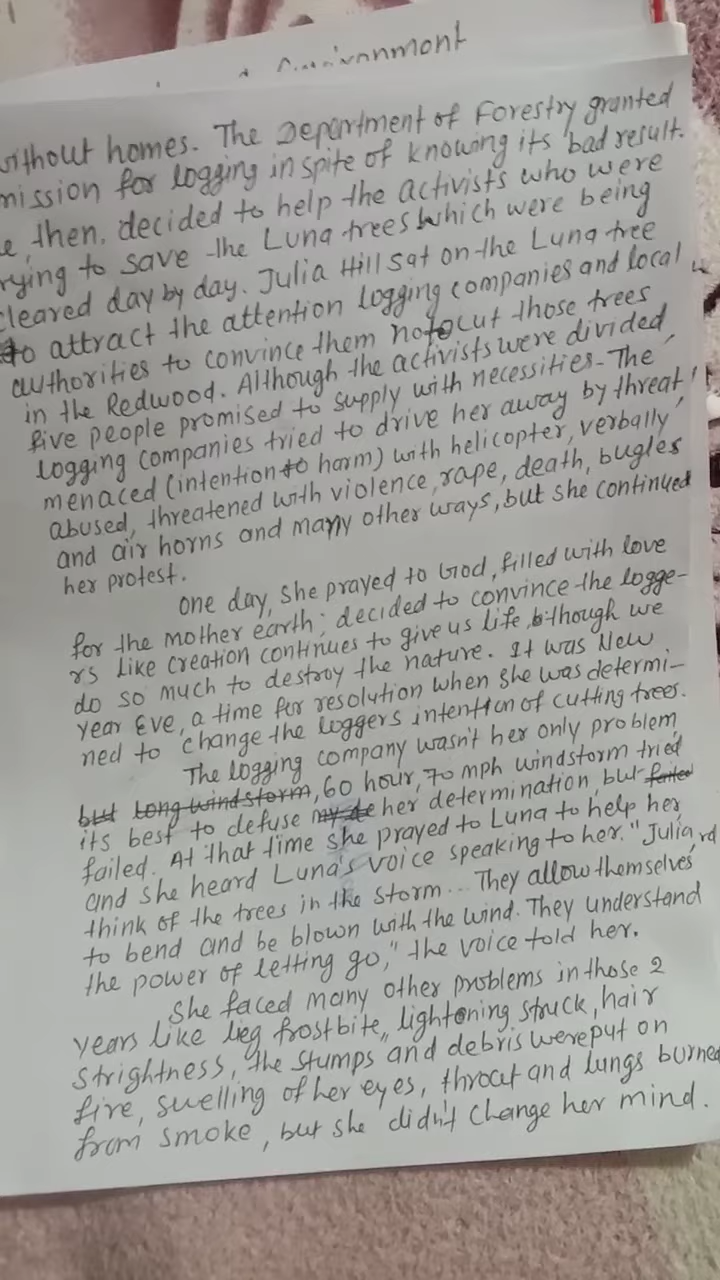 Environment
without homes. The Department of Forestry granted
mission for logging inspite of knowing its bad result.
e, then, decided to help the activists who were
rying to save the Luna trees which were being
cleared day by day. Julia Hill sat on the Luna tree
to attract the attention logging companies and local
authorities to convince them noto cut those trees
in the Redwood. Although the activists were divided,
five people promised to supply with necessities. The
logging companies tried to drive her away by threat,
menaced (intention to harm) with helicopter, verbally
abused, threatened with violence, rape, death, bugles
and air horns and many other ways, but she continued
her protest.
One day, she prayed to God, filled with love
for the mother earth; decided to convince the logge-
rs like creation continues to give us life, though we
do so much to destroy the nature. It was New
year Eve, a time for resolution when she was determi-
ned to change the loggers intention of cutting trees.
The logging company wasn't her only problem
but Long windstorm, 60 hour, 70 mph windstorm tried
its best to defuse her determination, but failed
failed. At that time she prayed to Luna to help her
and she heard Luna's voice speaking to her. "Julia,
think of the trees in the storm... They allow themselves
to bend and be blown with the wind. They understand
the power of letting go," the voice told her.
She faced many other problems in those 2
years like leg frostbite, lightening struck, hair
strightness, the stumps and debris were put on
fire, swelling of her eyes, throat and lungs burned
from smoke, but she didn't change her mind.